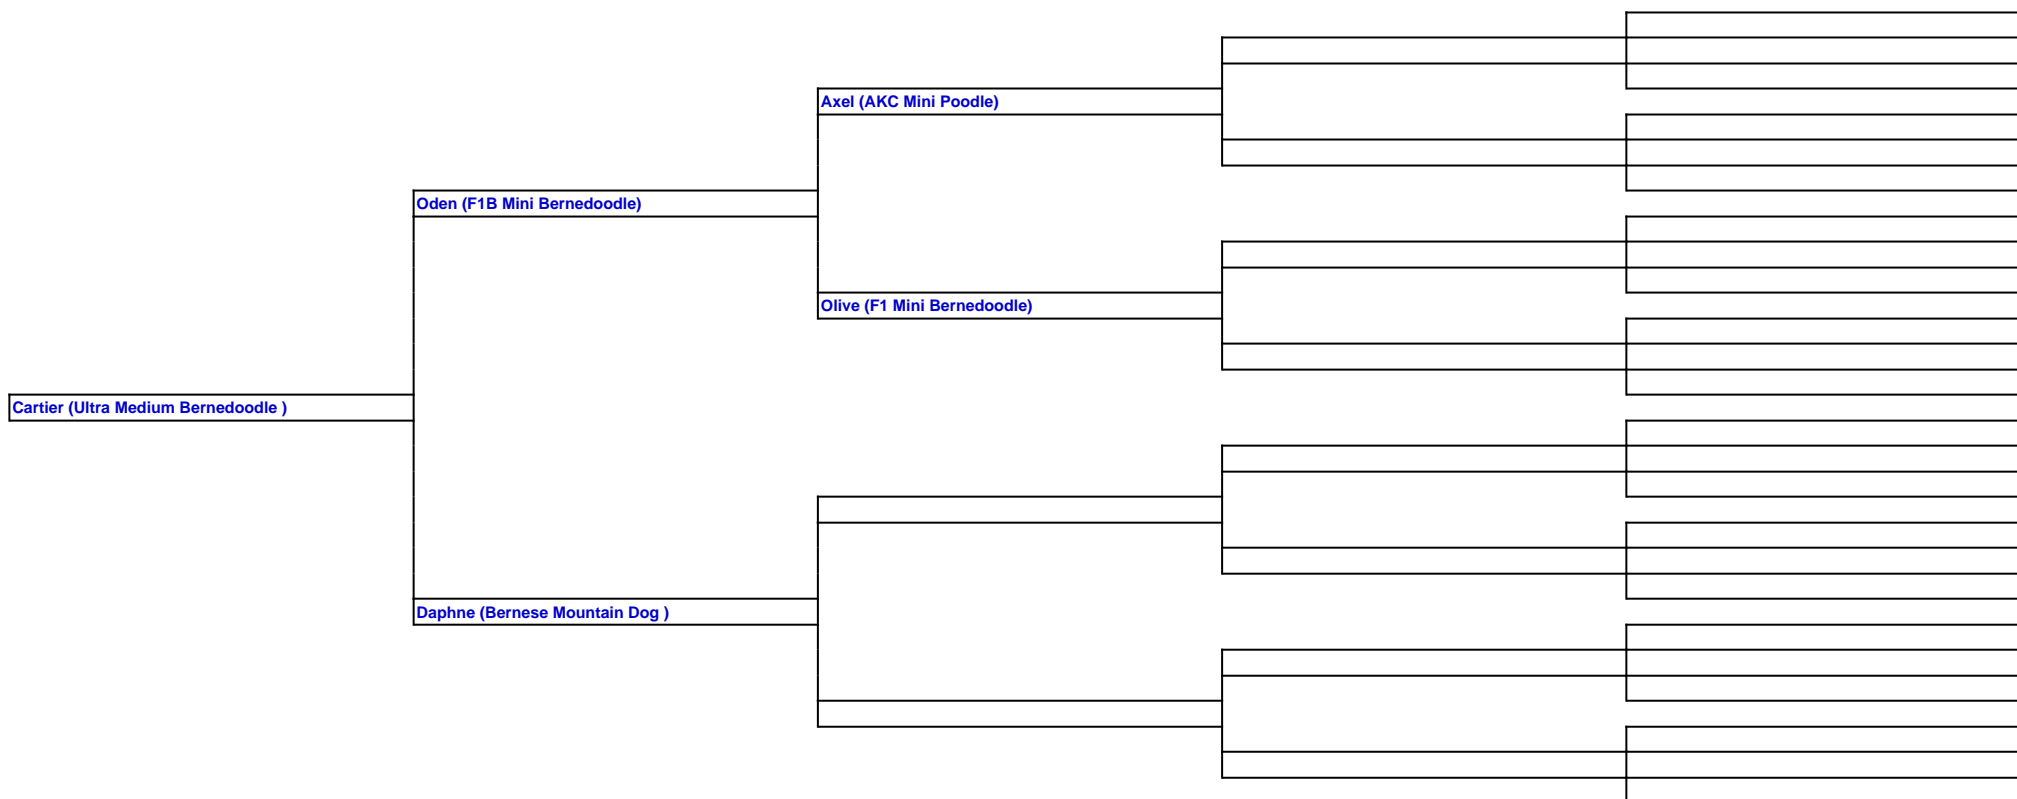 Axel (AKC Mini Poodle)
Oden (F1B Mini Bernedoodle)
Olive (F1 Mini Bernedoodle)
Cartier (Ultra Medium Bernedoodle )
Daphne (Bernese Mountain Dog )